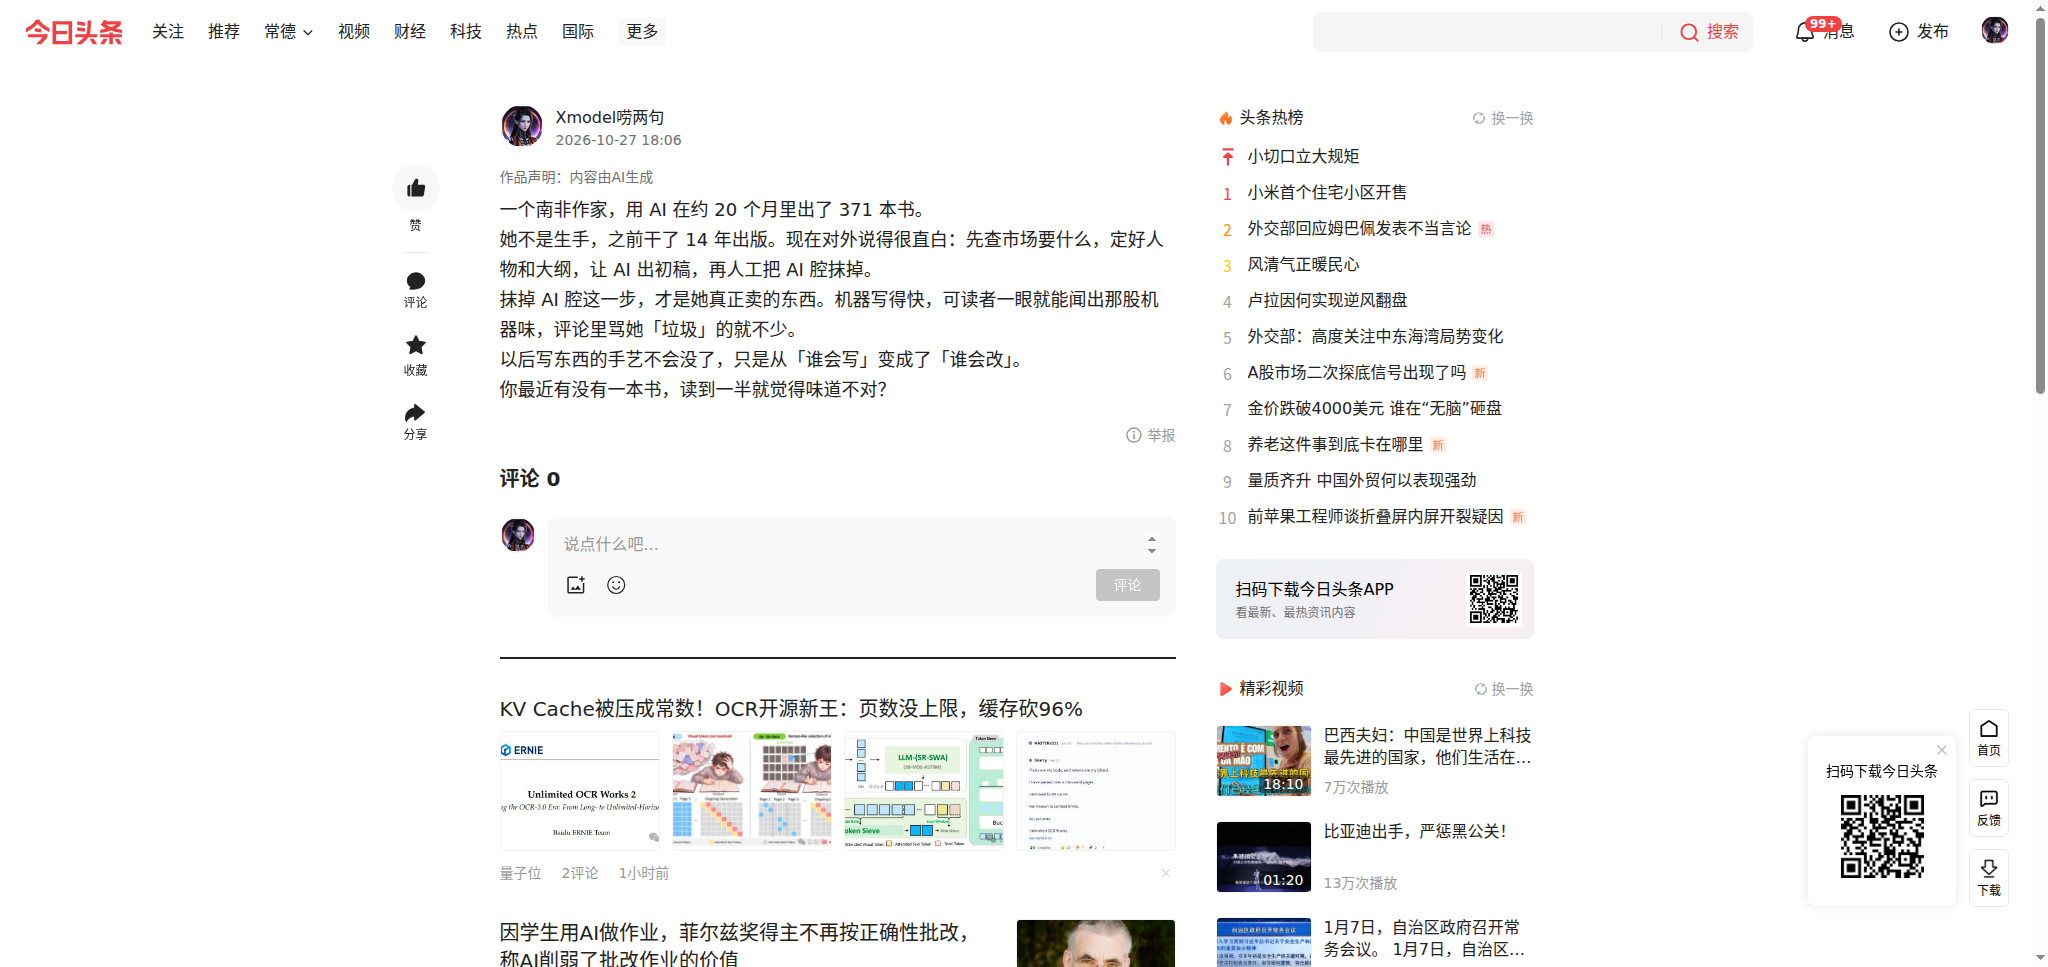 今日头条
关注 推荐 常德 视频 财经 科技 热点 国际 更多
搜索
99+
消息
发布
Xmodel唠两句
2026-10-27 18:06
作品声明：内容由AI生成
一个南非作家，用 AI 在约 20 个月里出了 371 本书。
她不是生手，之前干了 14 年出版。现在对外说得很直白：先查市场要什么，定好人
物和大纲，让 AI 出初稿，再人工把 AI 腔抹掉。
抹掉 AI 腔这一步，才是她真正卖的东西。机器写得快，可读者一眼就能闻出那股机
器味，评论里骂她「垃圾」的就不少。
以后写东西的手艺不会没了，只是从「谁会写」变成了「谁会改」。
你最近有没有一本书，读到一半就觉得味道不对？
举报
赞
评论
收藏
分享
评论 0
说点什么吧...
评论
KV Cache被压成常数！OCR开源新王：页数没上限，缓存砍96%
ERNIE
Unlimited OCR Works 2
Baidu ERNIE Team
LLM-(SR-SWA)
量子位 2评论 1小时前
因学生用AI做作业，菲尔兹奖得主不再按正确性批改，
称AI削弱了批改作业的价值
头条热榜
换一换
小切口立大规矩
1 小米首个住宅小区开售
2 外交部回应姆巴佩发表不当言论 热
3 风清气正暖民心
4 卢拉因何实现逆风翻盘
5 外交部：高度关注中东海湾局势变化
6 A股市场二次探底信号出现了吗 新
7 金价跌破4000美元 谁在“无脑”砸盘
8 养老这件事到底卡在哪里 新
9 量质齐升 中国外贸何以表现强劲
10 前苹果工程师谈折叠屏内屏开裂疑因 新
扫码下载今日头条APP
看最新、最热资讯内容
精彩视频
换一换
18:10
巴西夫妇：中国是世界上科技
最先进的国家，他们生活在...
7万次播放
01:20
比亚迪出手，严惩黑公关！
13万次播放
1月7日，自治区政府召开常
务会议。 1月7日，自治区...
扫码下载今日头条
首页
反馈
下载